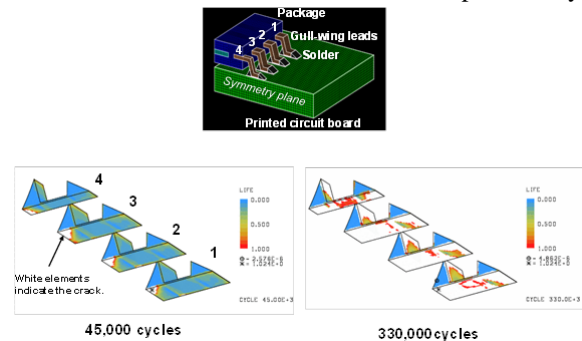 Package
1
Gull-wing leads
2
3
Solder
4
Symmetry plane
Printed circuit board
4
3
2
1
White elements
indicate the crack.
LIFE
0.000
0.500
1.000
CYCLE 45.00E+3
45,000 cycles
LIFE
0.000
0.500
1.000
CYCLE 330.0E+3
330,000cycles